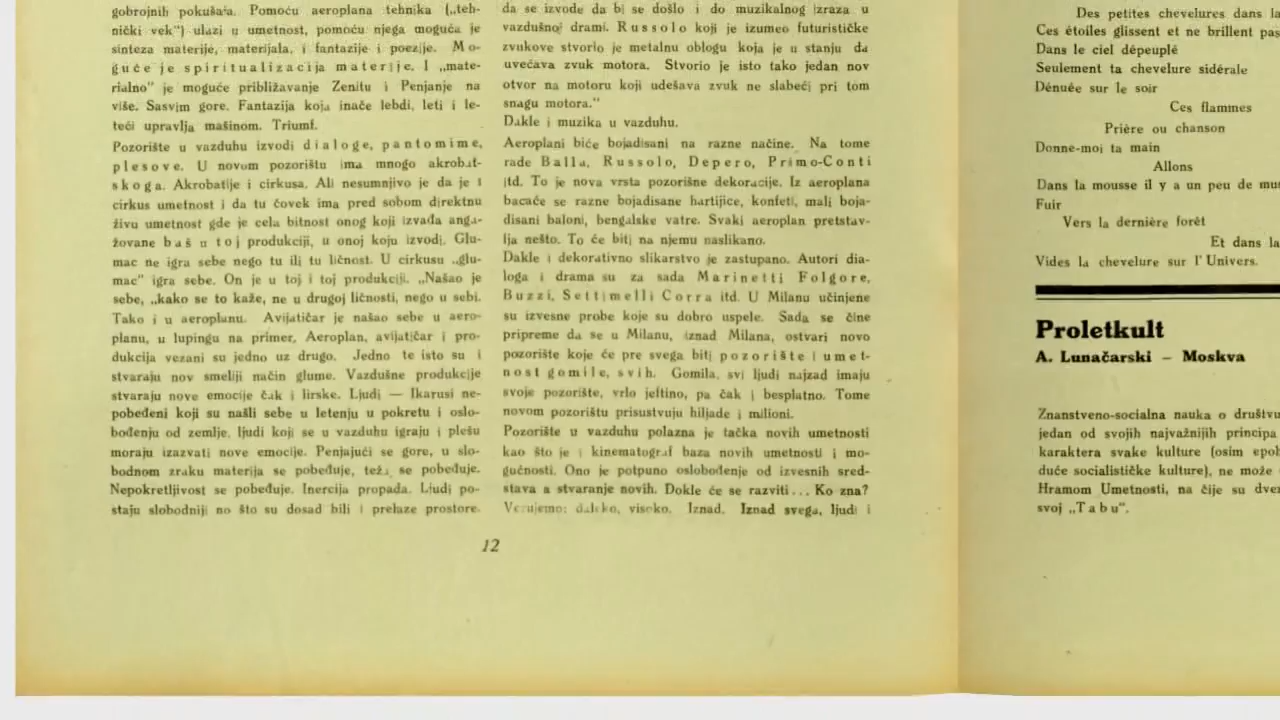 gobrojnih pokušaja. Pomoću aeroplana tehnika („teh-
nički vek“) ulazi u umetnost, pomoću njega moguća je
sinteza materije, materijala, i fantazije i poezije. Mo-
guće je spiritualizacija materije. I „mate-
rialno“ je moguće približavanje Zenitu i Penjanje na
više. Sasvim gore. Fantazija koja inače lebdi, leti i le-
teći upravlja mašinom. Triumf.
Pozorište u vazduhu izvodi dialoge, pantomime,
plesove. U novom pozorištu ima mnogo akrobat-
skoga. Akrobatije i cirkusa. Ali nesumnjivo je da je i
cirkus umetnost i da tu čovek ima pred sobom direktnu
živu umetnost gde je cela bitnost onog koji izvađa anga-
žovane baš u toj produkciji, u onoj koju izvodi. Glu-
mac ne igra sebe nego tu ili tu ličnost. U cirkusu „glu-
mac“ igra sebe. On je u toj i toj produkciji. „Našao je
sebe, „kako se to kaže, ne u drugoj ličnosti, nego u sebi.
Tako i u aeroplanu. Avijatičar je našao sebe u aero-
planu, u lupingu na primer. Aeroplan, avijatičar i pro-
dukcija vezani su jedno uz drugo. Jedno te isto su i
stvaraju nov smeliji način glume. Vazdušne produkcije
stvaraju nove emocije čak i lirske. Ljudi — Ikarusi ne-
pobeđeni koji su našli sebe u letenju u pokretu i oslo-
bođenju od zemlje, ljudi koji se u vazduhu igraju i plešu
moraju izazvati nove emocije. Penjajući se gore, u slo-
bodnom zraku materija se pobeđuje, teža se pobeđuje.
Nepokretljivost se pobeđuje. Inercija propada. Ljudi po-
staju slobodniji no što su dosad bili i prelaze prostore.
da se izvode da bi se došlo i do muzikalnog izraza u
vazdušnoj drami. Russolo koji je izumeo futurističke
zvukove stvorio je metalnu oblogu koja je u stanju da
uvećava zvuk motora. Stvorio je isto tako jedan nov
otvor na motoru koji udešava zvuk ne slabeći pri tom
snagu motora.“
Dakle i muzika u vazduhu.
Aeroplani biće bojadisani na razne načine. Na tome
rade Balla, Russolo, Depero, Primo-Conti
itd. To je nova vrsta pozorišne dekoracije. Iz aeroplana
bacaće se razne bojadisane hartijice, konfeti, mali boja-
disani baloni, bengalske vatre. Svaki aeroplan pretstav-
lja nešto. To će biti na njemu naslikano.
Dakle i dekorativno slikarstvo je zastupano. Autori dia-
loga i drama su za sada Marinetti Folgore,
Buzzi, Settimelli Corra itd. U Milanu učinjene
su izvesne probe koje su dobro uspele. Sada se čine
pripreme da se u Milanu, iznad Milana, ostvari novo
pozorište koje će pre svega biti pozorište i umet-
nost gomile, svih. Gomila, svi ljudi najzad imaju
svoje pozorište, vrlo jeftino, pa čak i besplatno. Tome
novom pozorištu prisustvuju hiljade i milioni.
Pozorište u vazduhu polazna je tačka novih umetnosti
kao što je i kinematograf baza novih umetnosti i mo-
gućnosti. Ono je potpuno oslobođenje od izvesnih sred-
stava a stvaranje novih. Dokle će se razviti... Ko zna?
Verujemo: daleko, visoko. Iznad. Iznad svega, ljudi i
12
Des petites chevelures dans
Ces étoiles glissent et ne brillent pas
Dans le ciel dépeuplé
Seulement ta chevelure sidérale
Dénuée sur le soir
Ces flammes
Prière ou chanson
Donne-moi ta main
Allons
Dans la mousse il y a un peu de
Fuir
Vers la dernière forêt
Et dans la
Vides la chevelure sur l'Univers.
Proletkult
A. Lunačarski – Moskva
Znanstveno-socialna nauka o društvu
jedan od svojih najvažnijih principa
karaktera svake kulture (osim
duće socialističke kulture), ne može
Hramom Umetnosti, na čije su
svoj „Tabu“.